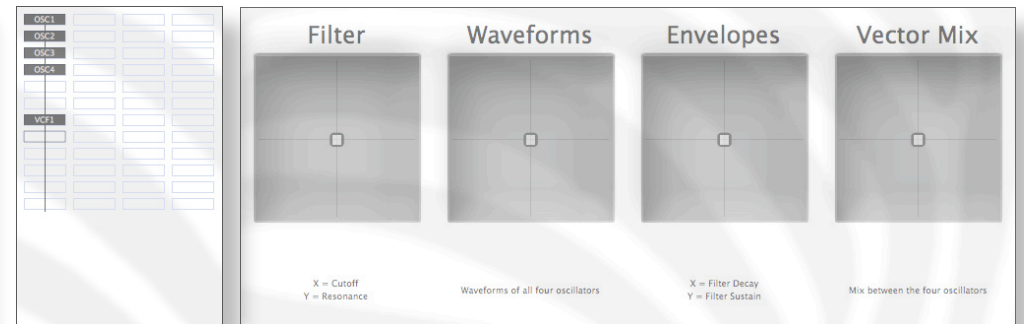 OSC1
OSC2
OSC3
OSC4
VCF1
Filter
Waveforms
Envelopes
Vector Mix
X = Cutoff
Y = Resonance
Waveforms of all four oscillators
X = Filter Decay
Y = Filter Sustain
Mix between the four oscillators